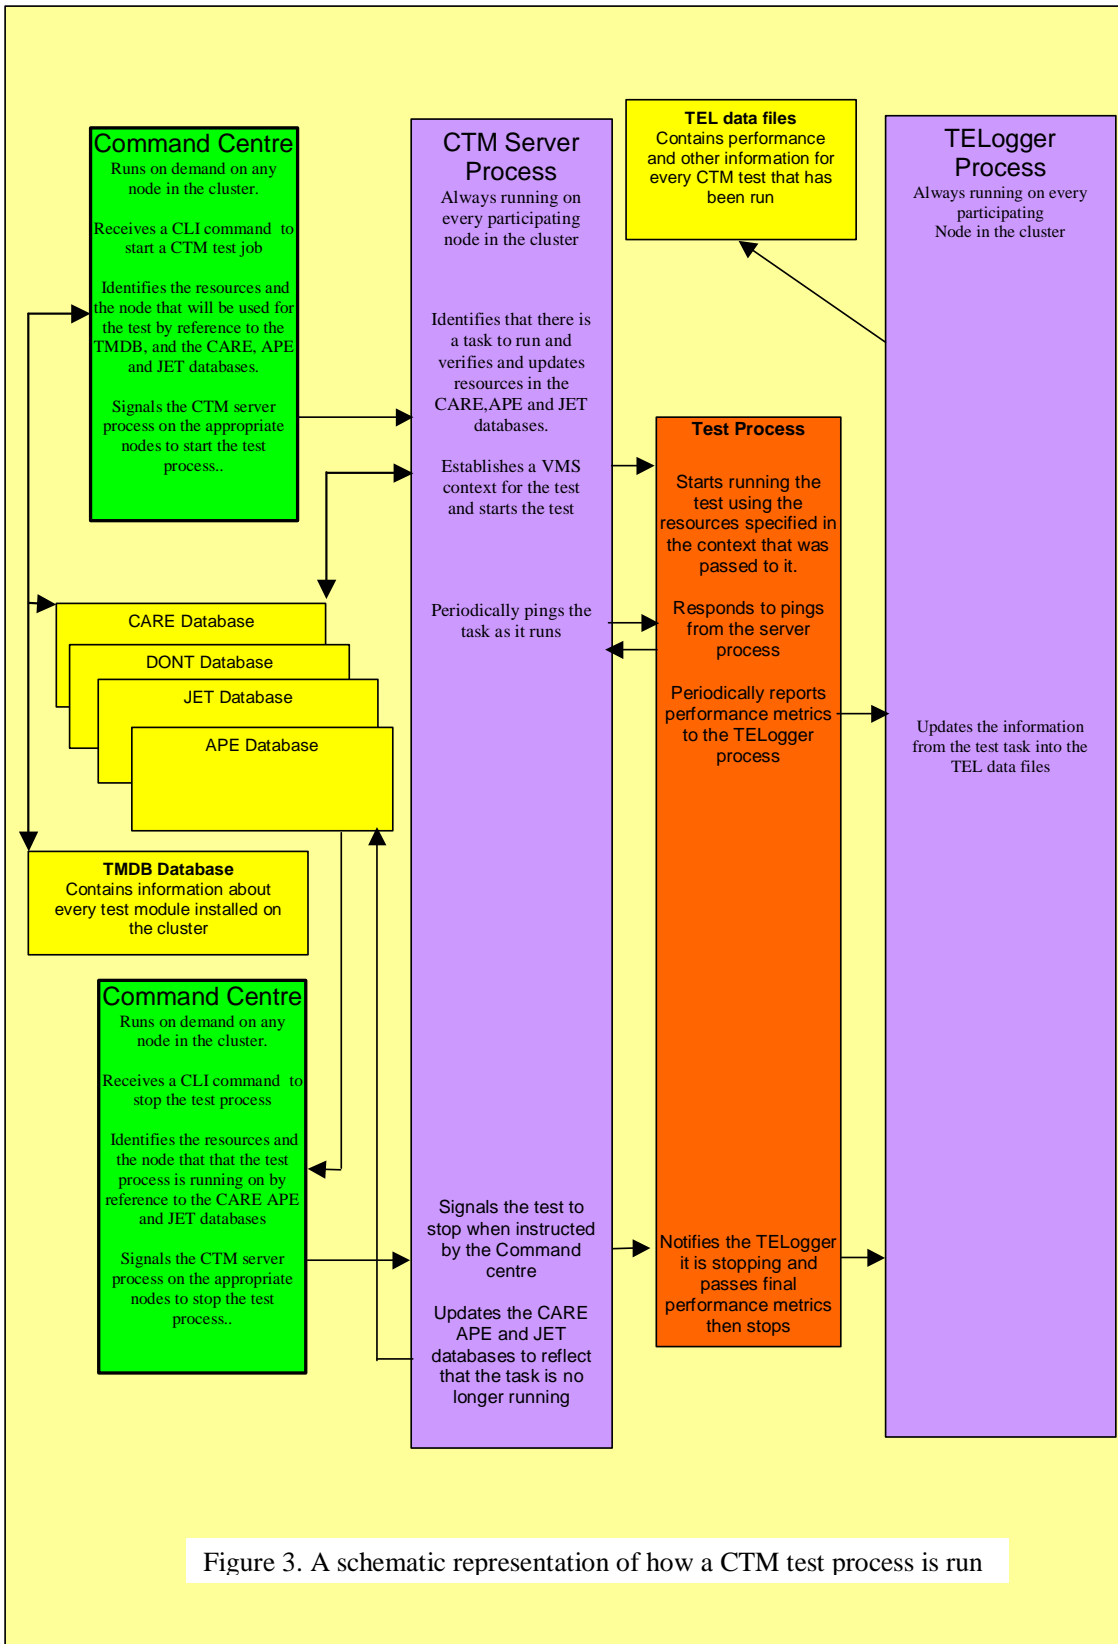 Command Centre
Runs on demand on any
node in the cluster.
Receives a CLI command to
start a CTM test job
Identifies the resources and
the node that will be used for
the test by reference to the
TMDB, and the CARE, APE
and JET databases.
Signals the CTM server
process on the appropriate
nodes to start the test
process..
CTM Server
Process
Always running on
every participating
node in the cluster
Identifies that there is
a task to run and
verifies and updates
resources in the
CARE,APE and JET
databases.
Establishes a VMS
context for the test
and starts the test
Periodically pings the
task as it runs
TEL data files
Contains performance
and other information for
every CTM test that has
been run
TELogger
Process
Always running on every
participating
Node in the cluster
Test Process
Starts running the
test using the
resources specified in
the context that was
passed to it.
Responds to pings
from the server
process
Periodically reports
performance metrics
to the TELogger
process
Updates the information
from the test task into the
TEL data files
CARE Database
DONT Database
JET Database
APE Database
TMDB Database
Contains information about
every test module installed on
the cluster
Command Centre
Runs on demand on any
node in the cluster.
Receives a CLI command to
stop the test process
Identifies the resources and
the node that that the test
process is running on by
reference to the CARE APE
and JET databases
Signals the CTM server
process on the appropriate
nodes to stop the test
process..
Signals the test to
stop when instructed
by the Command
centre
Updates the CARE
APE and JET
databases to reflect
that the task is no
longer running
Notifies the TELogger
it is stopping and
passes final
performance metrics
then stops
Figure 3. A schematic representation of how a CTM test process is run